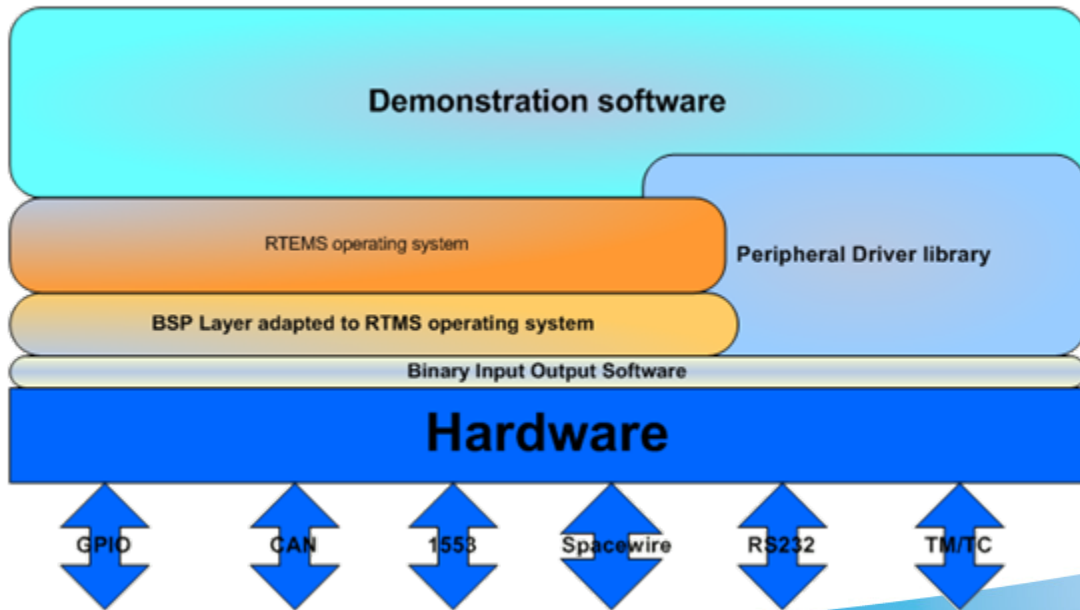 Demonstration software
RTEMS operating system
Peripheral Driver library
BSP Layer adapted to RTMS operating system
Binary Input Output Software
Hardware
GPIO
CAN
1553
Spacewire
RS232
TM/TC